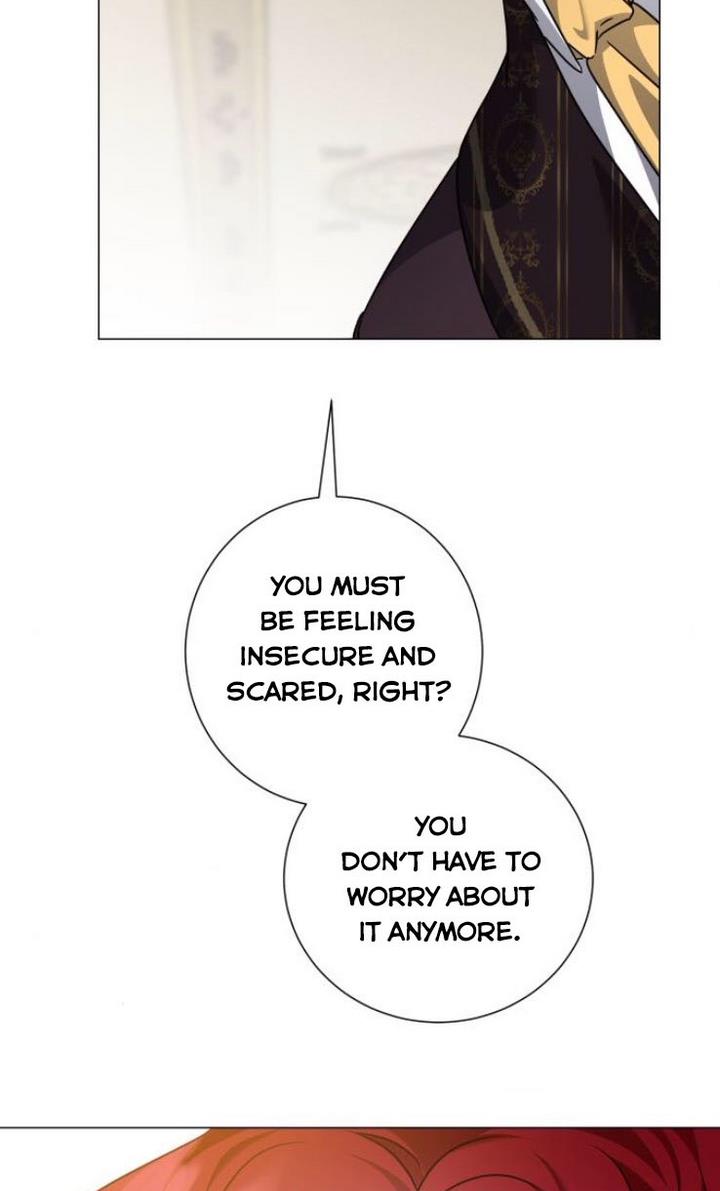 YOU MUST
BE FEELING
INSECURE AND
SCARED, RIGHT?
YOU
DON'T HAVE TO
WORRY ABOUT
IT ANYMORE.